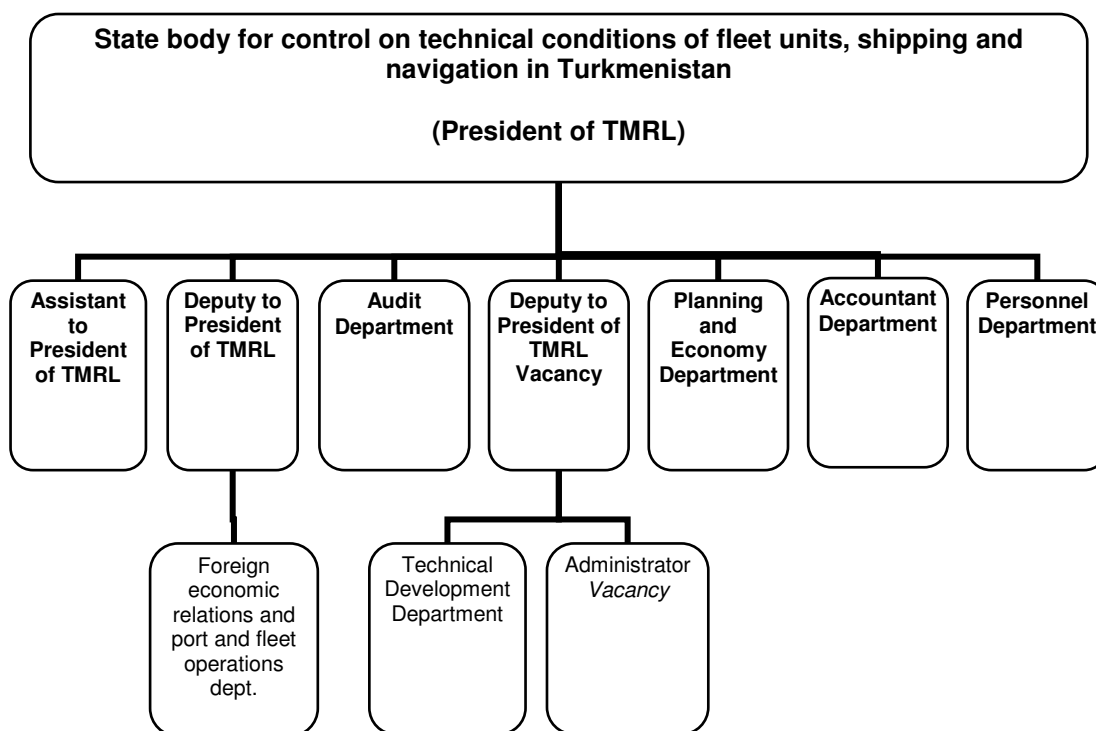 State body for control on technical conditions of fleet units, shipping and
navigation in Turkmenistan
(President of TMRL)
Assistant
to
President
of TMRL
Deputy to
President
of TMRL
Audit
Department
Deputy to
President of
TMRL
Vacancy
Planning
and
Economy
Department
Accountant
Department
Personnel
Department
Foreign
economic
relations and
port and fleet
operations
dept.
Technical
Development
Department
Administrator
Vacancy